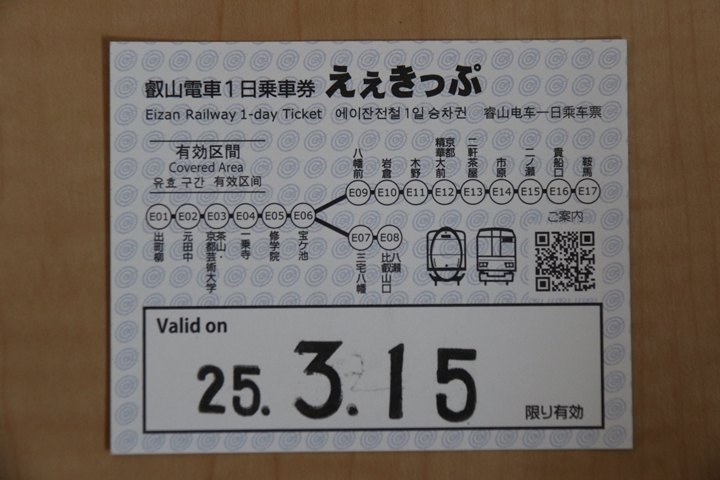 叡山電車1日乗車券 えぇきっぷ
Eizan Railway 1-day Ticket 에이잔전철 1일 승차권 睿山电车一日乘车票
有効区間
Covered Area
유효 구간 有效区间
八幡前
岩倉
木野
京都精華大前
二軒茶屋
市原
二ノ瀬
貴船口
鞍馬
E09 E10 E11 E12 E13 E14 E15 E16 E17
E01 E02 E03 E04 E05 E06
E07 E08
出町柳
元田中
茶山・京都芸術大学
一乗寺
修学院
宝ケ池
三宅八幡
八瀬比叡山口
ご案内
Valid on
25. 3. 15
限り有効